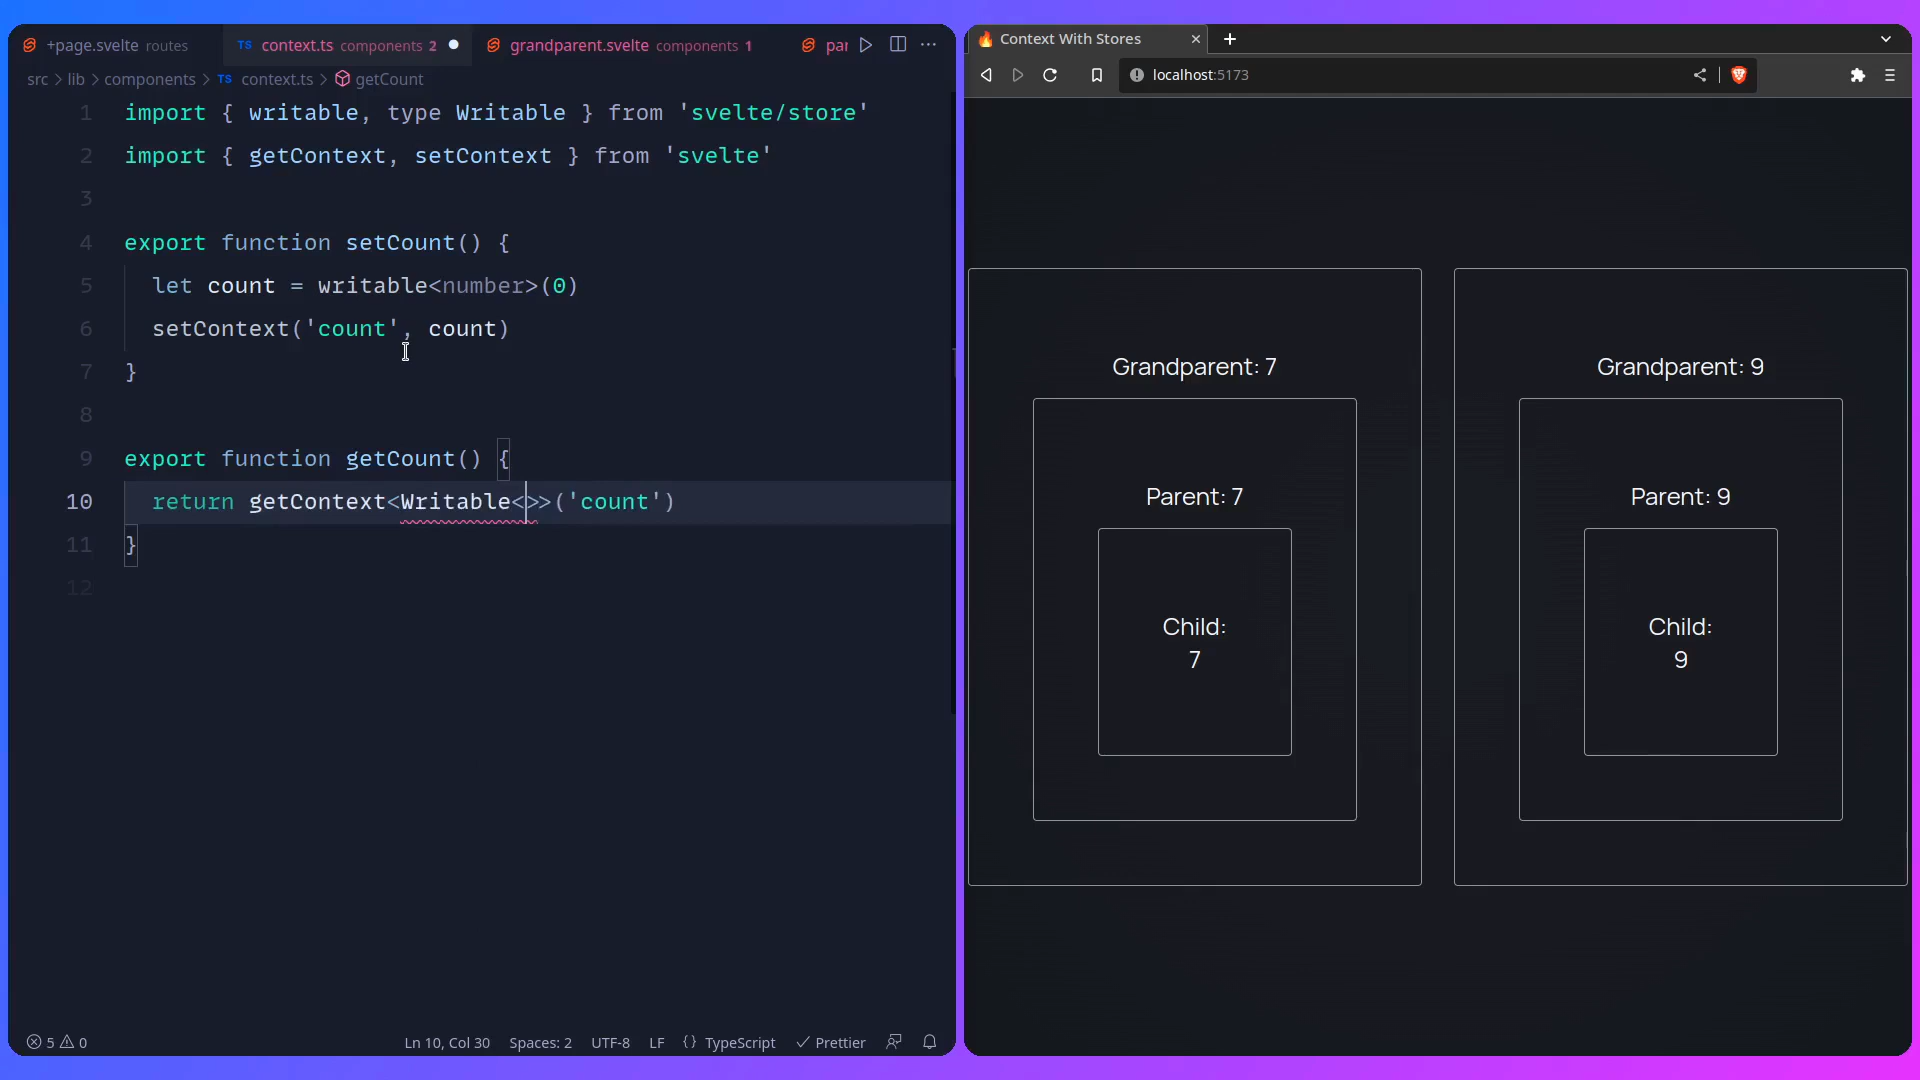 +page.svelte routes
TS context.ts components 2
grandparent.svelte components 1
par
src > lib > components > TS context.ts > getCount
1 import { writable, type Writable } from 'svelte/store'
2 import { getContext, setContext } from 'svelte'
3
4 export function setCount() {
5 let count = writable<number>(0)
6 setContext('count', count)
7 }
8
9 export function getCount() {
10 return getContext<Writable<>>('count')
11 }
12
5 0
Ln 10, Col 30
Spaces: 2
UTF-8
LF
{} TypeScript
Prettier
Context With Stores
localhost:5173
Grandparent: 7
Parent: 7
Child:
7
Grandparent: 9
Parent: 9
Child:
9